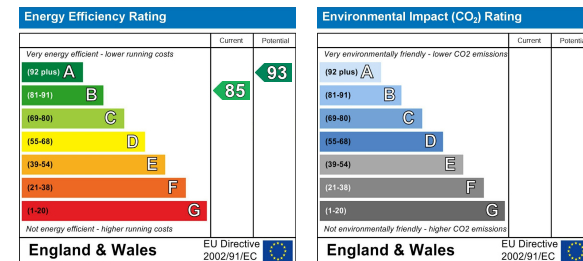 Energy Efficiency Rating
Current Potential
Very energy efficient - lower running costs
(92 plus) A
93
(81-91) B
85
(69-80) C
(55-68) D
(39-54) E
(21-38) F
(1-20) G
Not energy efficient - higher running costs
England & Wales
EU Directive
2002/91/EC
Environmental Impact (CO₂) Rating
Current Potential
Very environmentally friendly - lower CO2 emissions
(92 plus) A
(81-91) B
(69-80) C
(55-68) D
(39-54) E
(21-38) F
(1-20) G
Not environmentally friendly - higher CO2 emissions
England & Wales
EU Directive
2002/91/EC